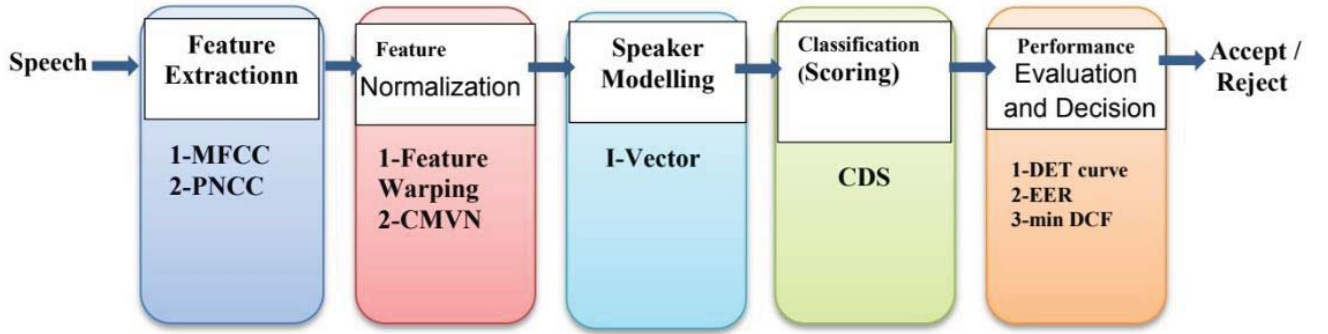 Speech
Feature
Extractionn
1-MFCC
2-PNCC
Feature
Normalization
1-Feature
Warping
2-CMVN
Speaker
Modelling
I-Vector
Classification
(Scoring)
CDS
Performance
Evaluation
and Decision
1-DET curve
2-EER
3-min DCF
Accept /
Reject